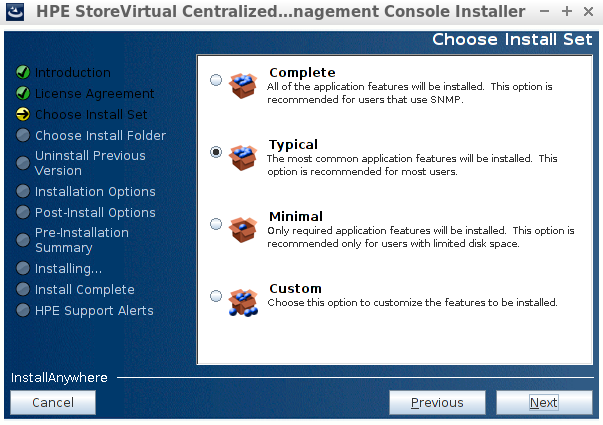 HPE StoreVirtual Centralized...nagement Console Installer
Choose Install Set
Introduction
License Agreement
Choose Install Set
Choose Install Folder
Uninstall Previous
Version
Installation Options
Post-Install Options
Pre-Installation
Summary
Installing...
Install Complete
HPE Support Alerts
Complete
All of the application features will be installed.  This option is
recommended for users that use SNMP.
Typical
The most common application features will be installed.  This
option is recommended for most users.
Minimal
Only required application features will be installed.  This option is
recommended only for users with limited disk space.
Custom
Choose this option to customize the features to be installed.
InstallAnywhere
Cancel
Previous
Next